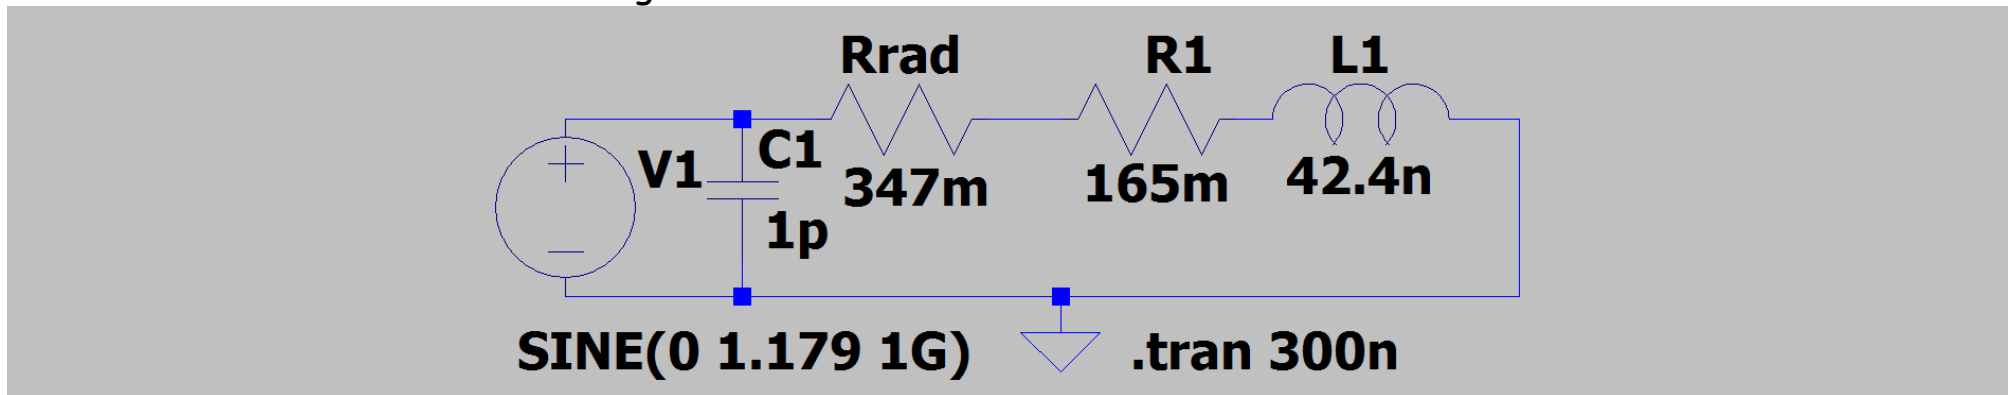 Rrad R1 L1
V1 C1
347m 165m 42.4n
1p
SINE(0 1.179 1G) .tran 300n